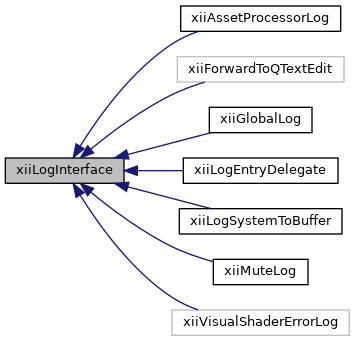 xiiAssetProcessorLog
xiiForwardToQTextEdit
xiiGlobalLog
xiiLogInterface
xiiLogEntryDelegate
xiiLogSystemToBuffer
xiiMuteLog
xiiVisualShaderErrorLog